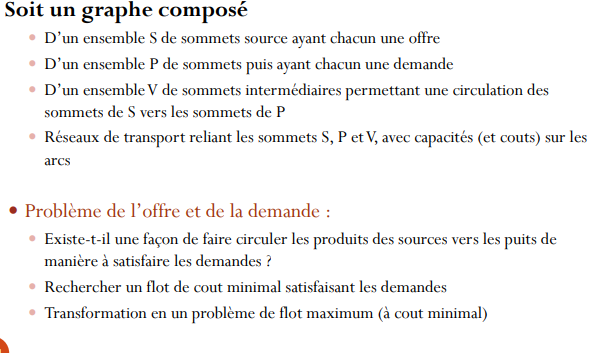 Soit un graphe composé
D'un ensemble S de sommets source ayant chacun une offre
D'un ensemble P de sommets puis ayant chacun une demande
D'un ensemble V de sommets intermédiaires permettant une circulation des
sommets de S vers les sommets de P
Réseaux de transport reliant les sommets S, P et V, avec capacités (et couts) sur les
arcs
Problème de l'offre et de la demande :
Existe-t-il une façon de faire circuler les produits des sources vers les puits de
manière à satisfaire les demandes ?
Rechercher un flot de cout minimal satisfaisant les demandes
Transformation en un problème de flot maximum (à cout minimal)